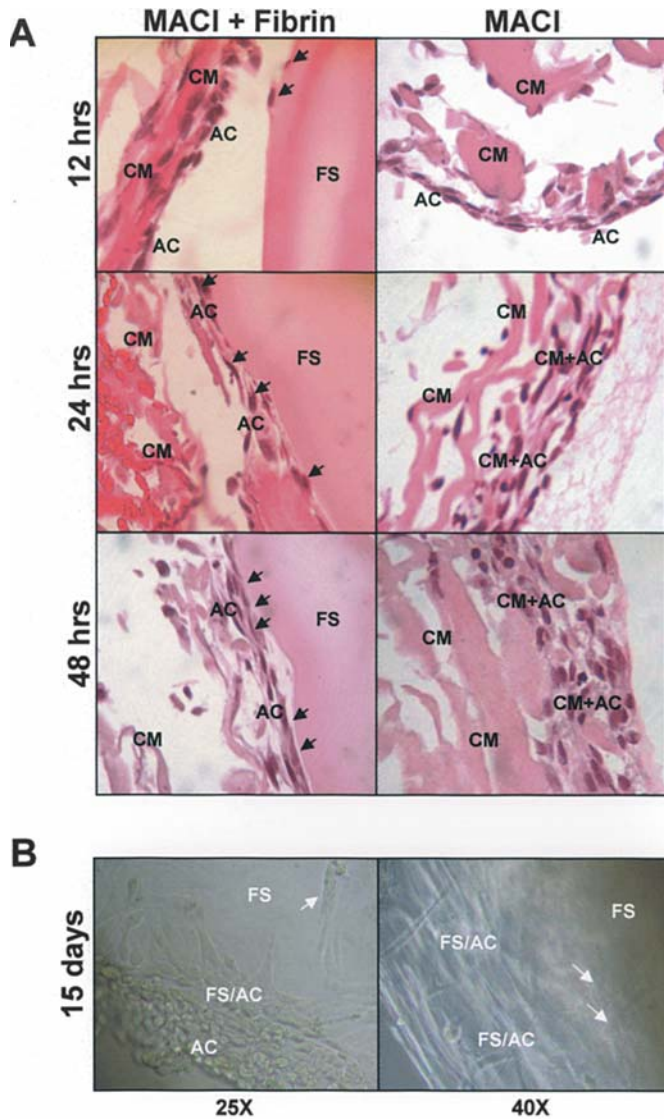 MACI + Fibrin MACI
A
12 hrs
CM
CM
AC
AC
FS
CM
CM
AC
AC
24 hrs
AC
CM
FS
AC
CM
CM
CM+AC
CM
CM+AC
48 hrs
AC
FS
AC
CM
CM+AC
CM
CM+AC
CM
B
15 days
FS
FS/AC
AC
FS
FS/AC
FS/AC
25X 40X